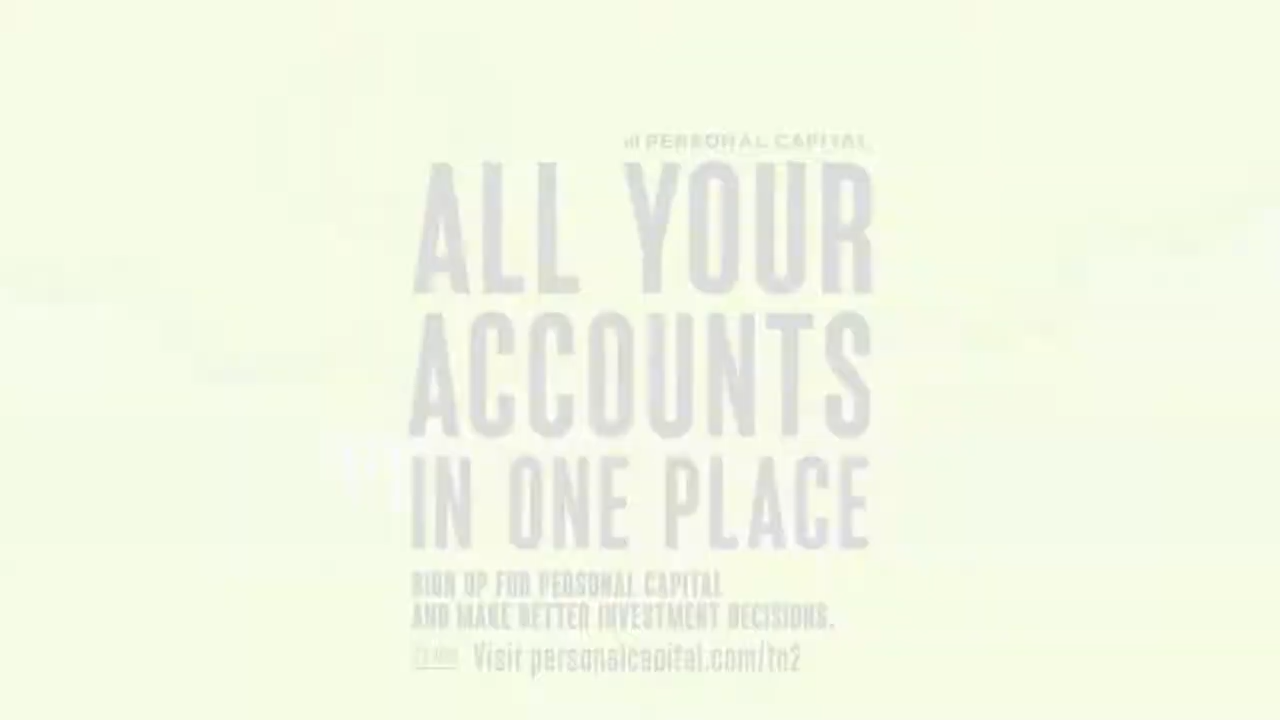 PERSONAL CAPITAL
ALL YOUR
ACCOUNTS
IN ONE PLACE
SIGN UP FOR PERSONAL CAPITAL
AND MAKE BETTER INVESTMENT DECISIONS.
Visit personalcapital.com/tn2